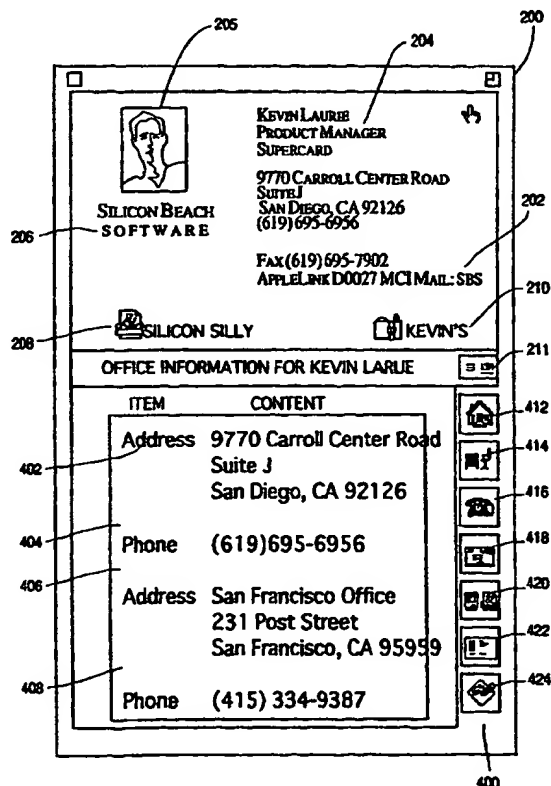 205
204
200
KEVIN LAURIE
PRODUCT MANAGER
SUPERCARD
9770 CARROLL CENTER ROAD
SUITE J
SAN DIEGO, CA 92126
(619) 695-6956
SILICON BEACH
SOFTWARE
206
202
FAX (619) 695-7902
APPLELINK D0027 MCI MAIL: SBS
208
SILICON SILLY
KEVIN'S
210
OFFICE INFORMATION FOR KEVIN LARUE
211
ITEM CONTENT
412
402
Address 9770 Carroll Center Road
Suite J
San Diego, CA 92126
414
416
404
Phone (619)695-6956
418
406
Address San Francisco Office
231 Post Street
San Francisco, CA 95959
420
422
408
Phone (415) 334-9387
424
400